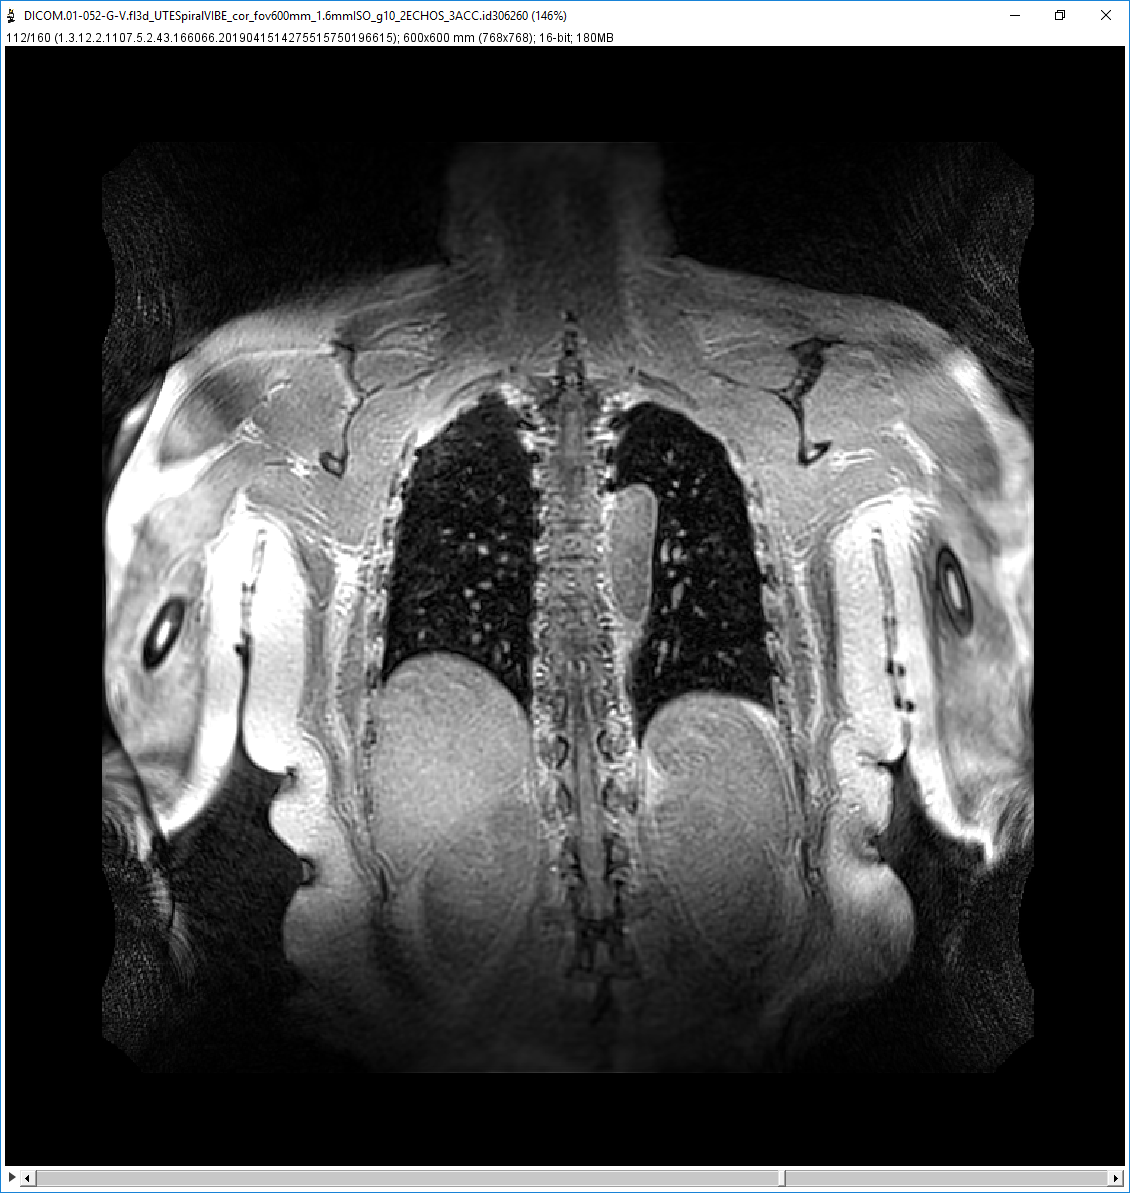 DICOM.01-052-G-V.fl3d_UTESpiralVIBE_cor_fov600mm_1.6mmISO_g10_2ECHOS_3ACC.id306260 (146%)
112/160 (1.3.12.2.1107.5.2.43.166066.2019041514275515750196615); 600x600 mm (768x768); 16-bit; 180MB